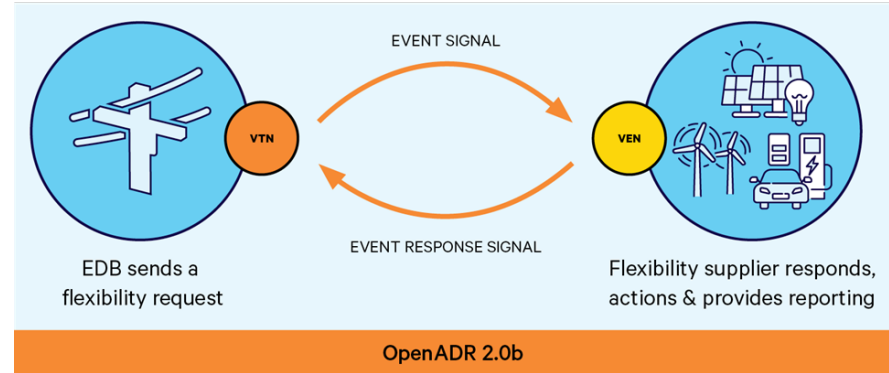 EVENT SIGNAL
VTN
VEN
EVENT RESPONSE SIGNAL
EDB sends a
flexibility request
Flexibility supplier responds,
actions & provides reporting
OpenADR 2.0b